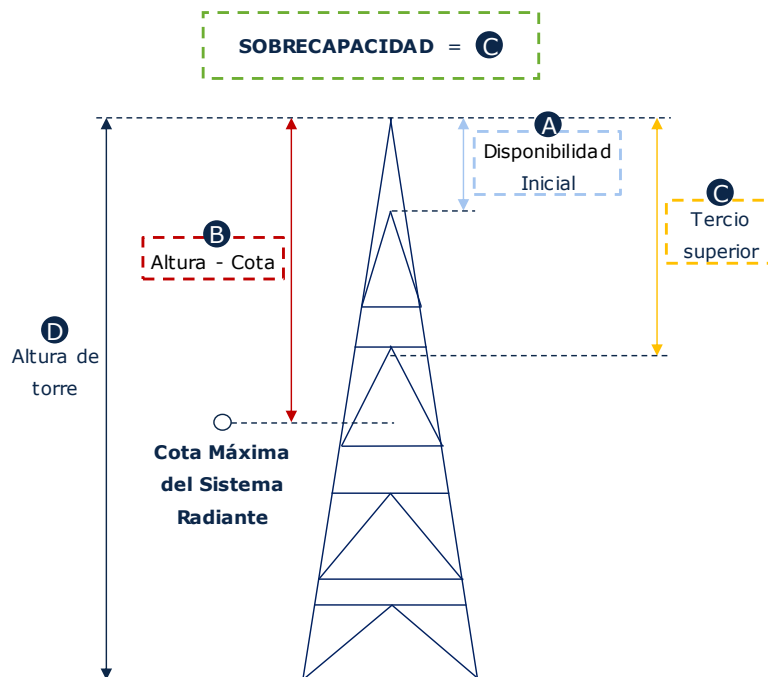 SOBRECAPACIDAD = C
A
Disponibilidad
Inicial
C
Tercio
superior
B
Altura - Cota
D
Altura de
torre
Cota Máxima
del Sistema
Radiante